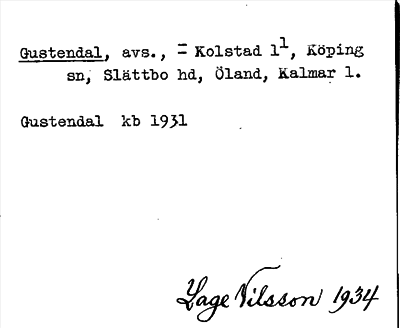 Gustendal, avs., = Kolstad 1¹, Köping
sn, Slättbo hd, Öland, Kalmar l.
Gustendal kb 1931
Lage Nilsson 1934